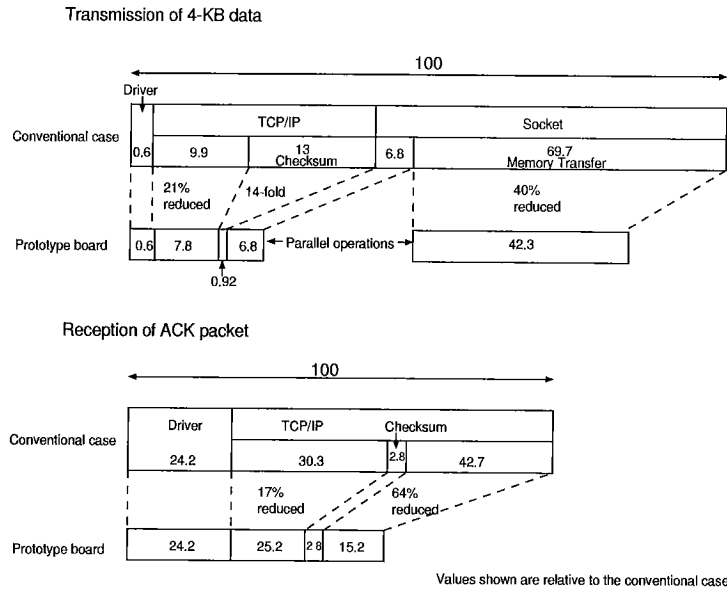 Transmission of 4-KB data
100
Driver
TCP/IP
Socket
Conventional case
0.6
9.9
13
Checksum
6.8
69.7
Memory Transfer
21%
reduced
14-fold
40%
reduced
Prototype board
0.6
7.8
6.8
Parallel operations
42.3
0.92
Reception of ACK packet
100
Driver
TCP/IP
Checksum
Conventional case
24.2
30.3
2.8
42.7
17%
reduced
64%
reduced
Prototype board
24.2
25.2
2 8
15.2
Values shown are relative to the conventional case